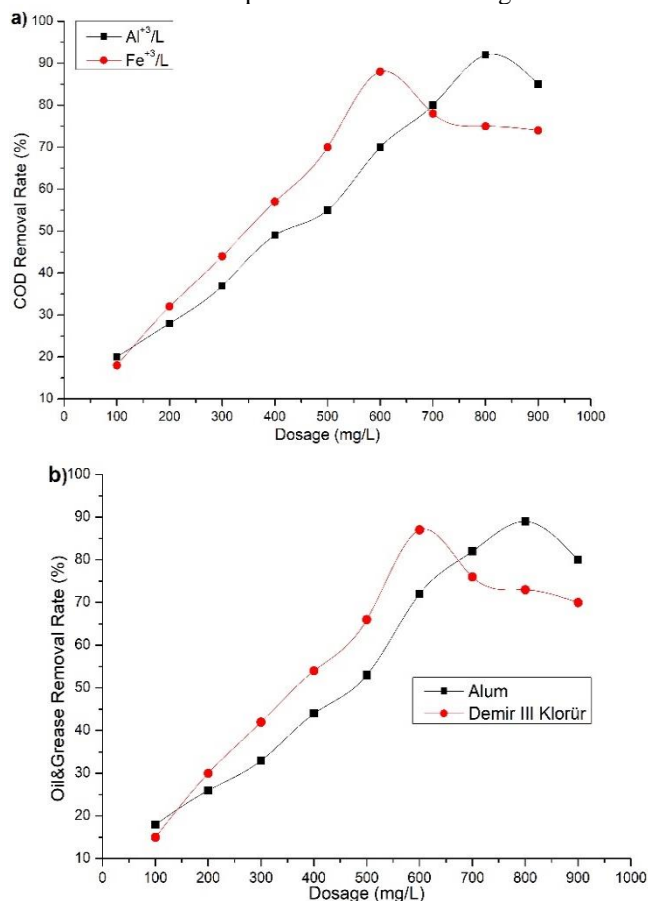 a)
Al+3/L
Fe+3/L
100
90
80
70
60
50
40
30
20
10
COD Removal Rate (%)
0 100 200 300 400 500 600 700 800 900 1000
Dosage (mg/L)
b)
100
90
80
70
60
50
40
30
20
10
Oil&Grease Removal Rate (%)
Alum
Demir III Klorür
0 100 200 300 400 500 600 700 800 900 1000
Dosage (mg/L)